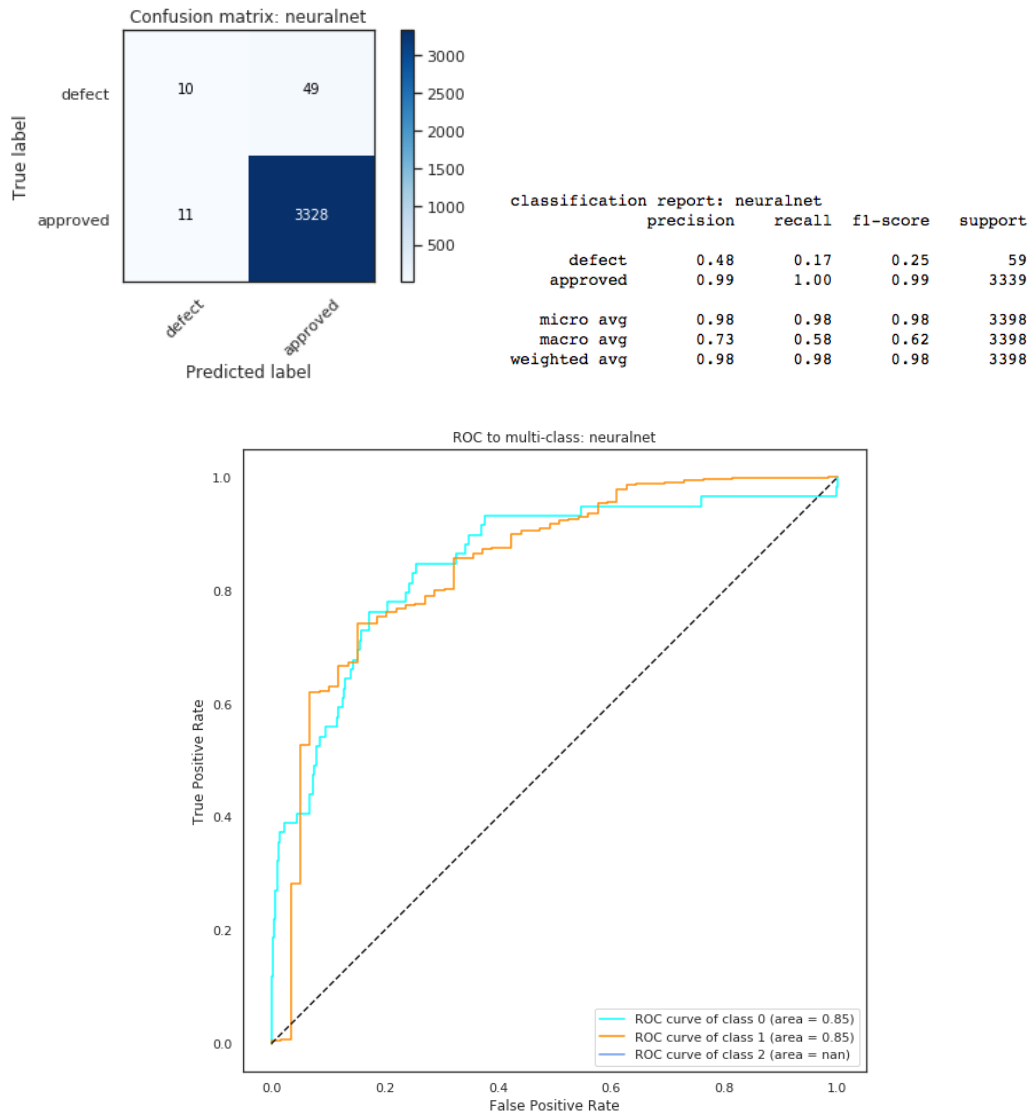 Confusion matrix: neuralnet
True label
defect
10
49
approved
11
3328
defect
approved
Predicted label
3000
2500
2000
1500
1000
500
classification report: neuralnet
precision recall f1-score support
defect 0.48 0.17 0.25 59
approved 0.99 1.00 0.99 3339
micro avg 0.98 0.98 0.98 3398
macro avg 0.73 0.58 0.62 3398
weighted avg 0.98 0.98 0.98 3398
ROC to multi-class: neuralnet
True Positive Rate
1.0
0.8
0.6
0.4
0.2
0.0
ROC curve of class 0 (area = 0.85)
ROC curve of class 1 (area = 0.85)
ROC curve of class 2 (area = nan)
0.0 0.2 0.4 0.6 0.8 1.0
False Positive Rate